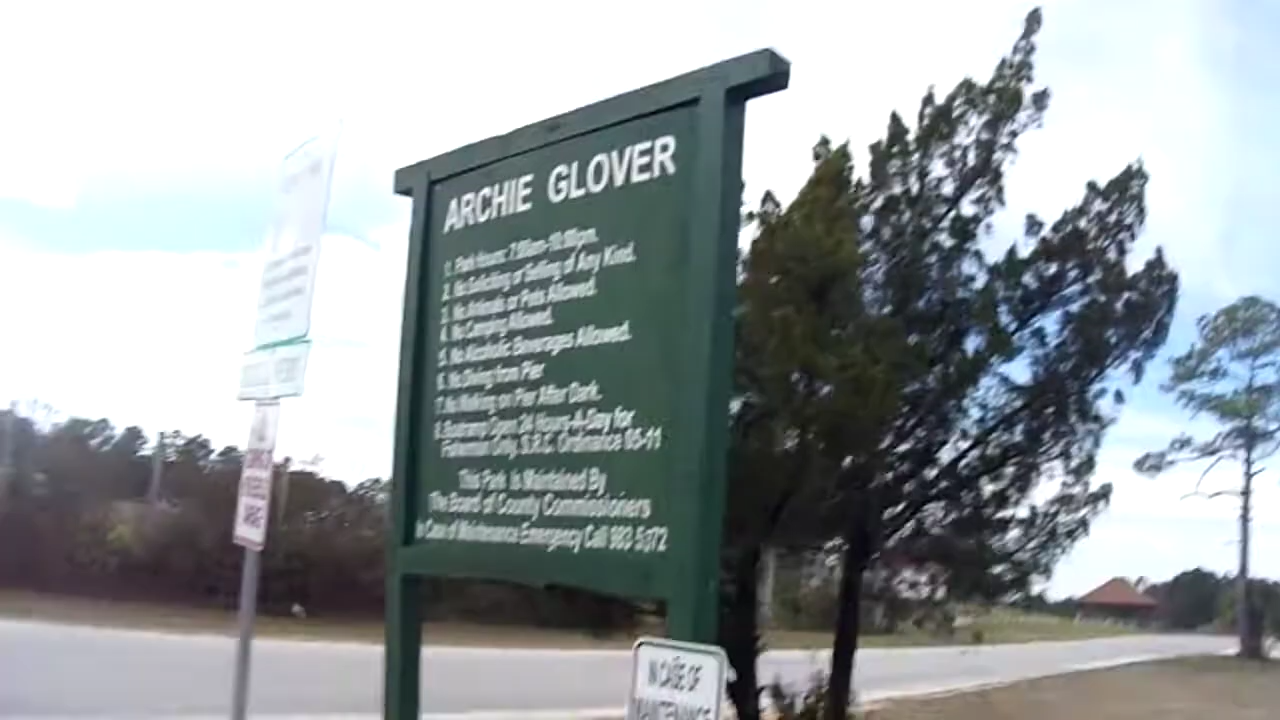 ARCHIE GLOVER
1. Park Hours: 7:00am-10:00pm.
2. No Soliciting or Selling of Any Kind.
3. No Animals or Pets Allowed.
4. No Camping Allowed.
5. No Alcoholic Beverages Allowed.
6. No Diving from Pier
7. No Walking on Pier After Dark.
8. Boatramp Open 24 Hours-A-Day for
Fisherman Only. S.R.C. Ordinance 95-11
This Park Is Maintained By
The Board of County Commissioners
In Case of Maintenance Emergency Call 983
IN CASE OF
MAINTENANCE